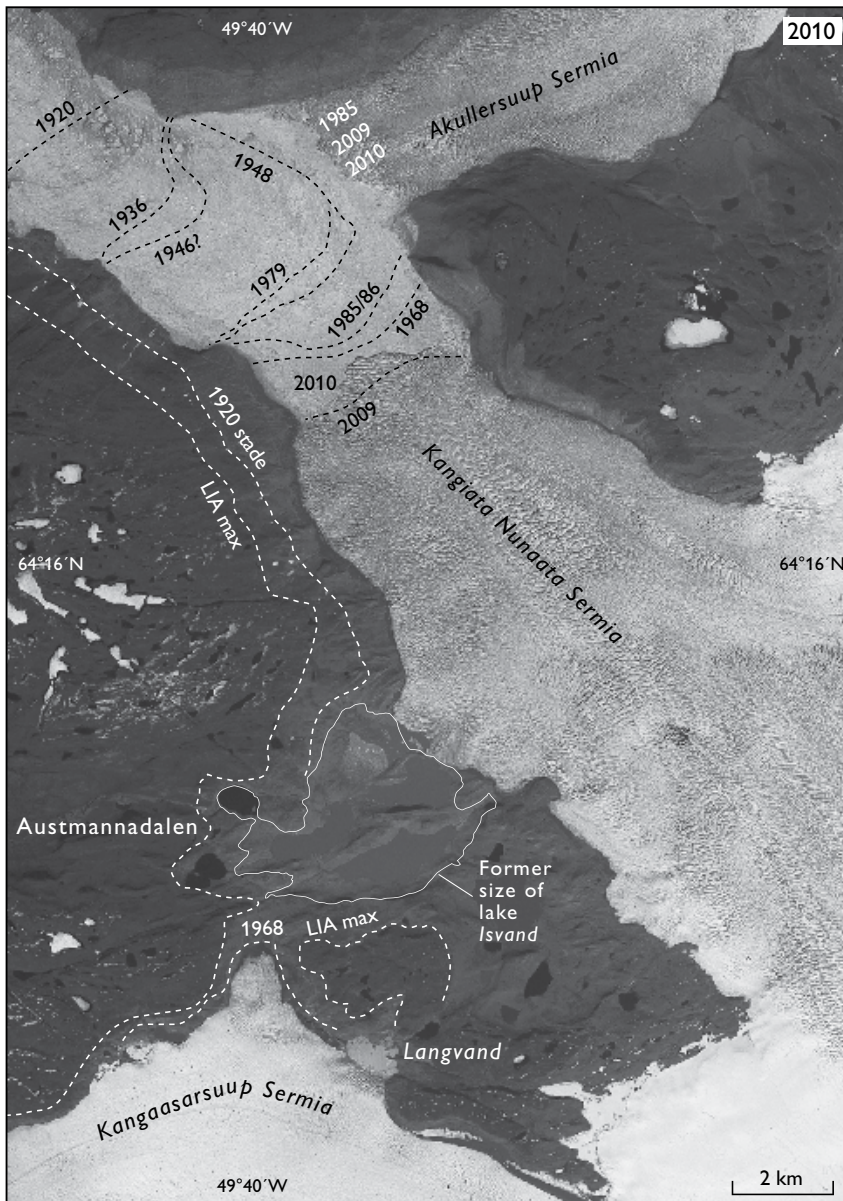 49°40´W
2010
1920
1985
2009
2010
Akullersuup Sermia
1948
1936
1946?
1979
1985/86
1968
2010
2009
1920 stade
LIA max
Kangiata Nunaata Sermia
64°16´N
64°16´N
Austmannadalen
Former
size of
lake
Isvand
1968
LIA max
Langvand
Kangaasarsuup Sermia
49°40´W
2 km